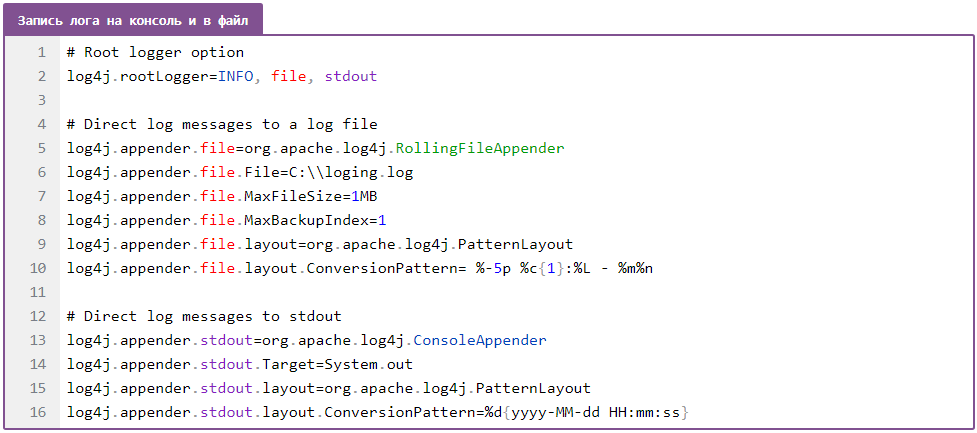 Запись лога на консоль и в файл
1 # Root logger option
2 log4j.rootLogger=INFO, file, stdout
3
4 # Direct log messages to a log file
5 log4j.appender.file=org.apache.log4j.RollingFileAppender
6 log4j.appender.file.File=C:\\loging.log
7 log4j.appender.file.MaxFileSize=1MB
8 log4j.appender.file.MaxBackupIndex=1
9 log4j.appender.file.layout=org.apache.log4j.PatternLayout
10 log4j.appender.file.layout.ConversionPattern= %-5p %c{1}:%L - %m%n
11
12 # Direct log messages to stdout
13 log4j.appender.stdout=org.apache.log4j.ConsoleAppender
14 log4j.appender.stdout.Target=System.out
15 log4j.appender.stdout.layout=org.apache.log4j.PatternLayout
16 log4j.appender.stdout.layout.ConversionPattern=%d{yyyy-MM-dd HH:mm:ss}